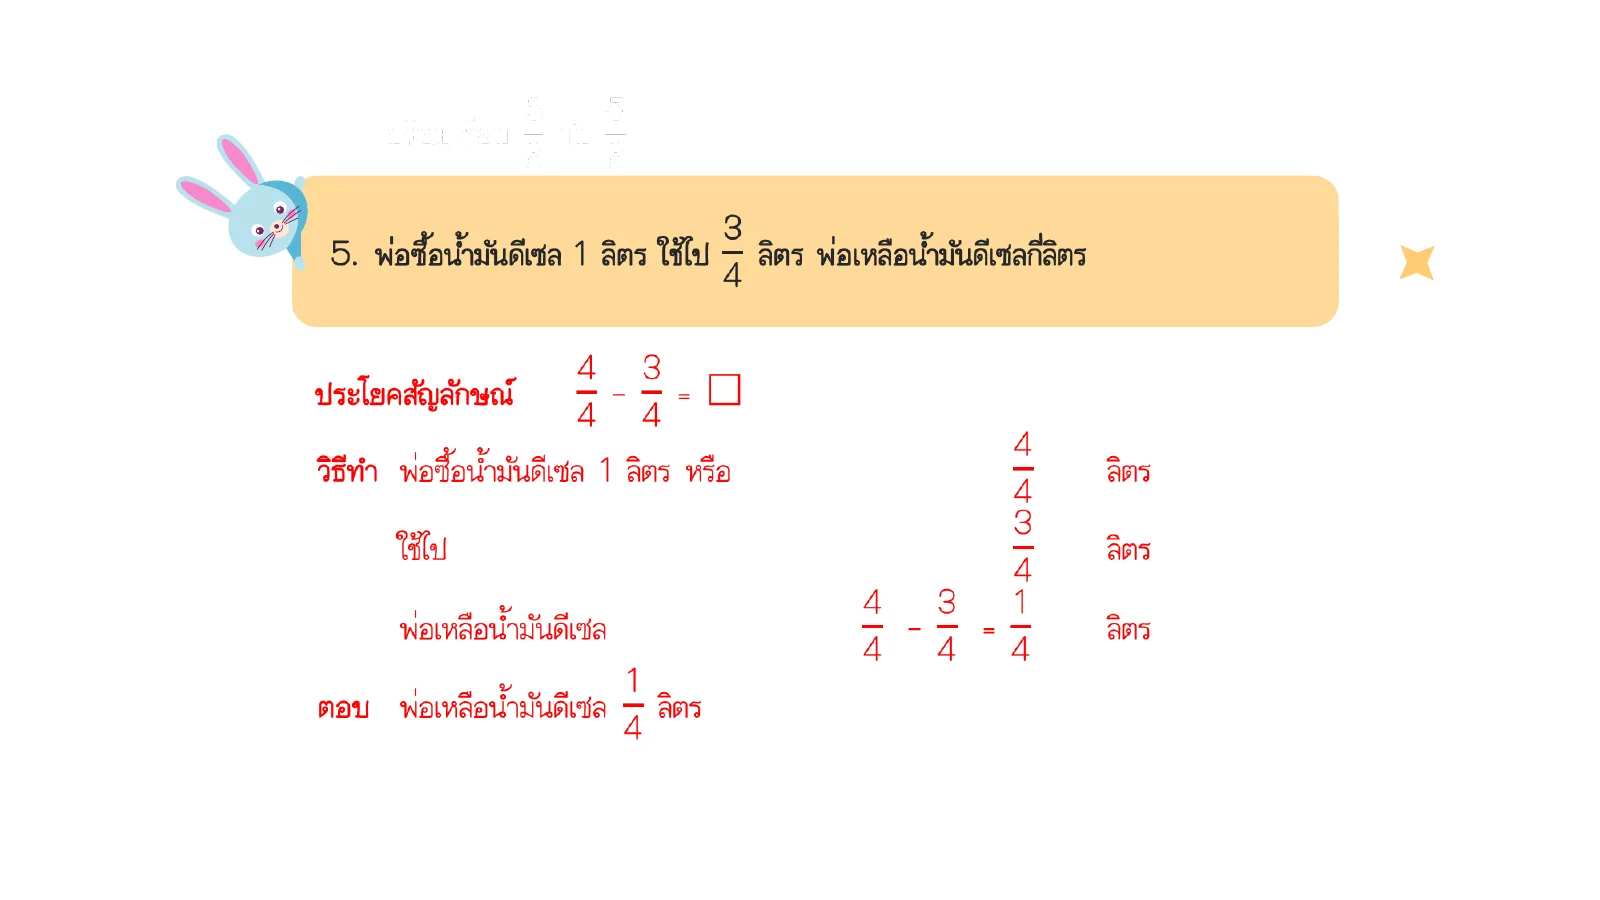 5. พ่อซื้อน้ำมันดีเซล 1 ลิตร ใช้ไป 3/4 ลิตร พ่อเหลือน้ำมันดีเซลกี่ลิตร
ประโยคสัญลักษณ์ 4/4 - 3/4 = □
วิธีทำ พ่อซื้อน้ำมันดีเซล 1 ลิตร หรือ 4/4 ลิตร
ใช้ไป 3/4 ลิตร
พ่อเหลือน้ำมันดีเซล 4/4 - 3/4 = 1/4 ลิตร
ตอบ พ่อเหลือน้ำมันดีเซล 1/4 ลิตร